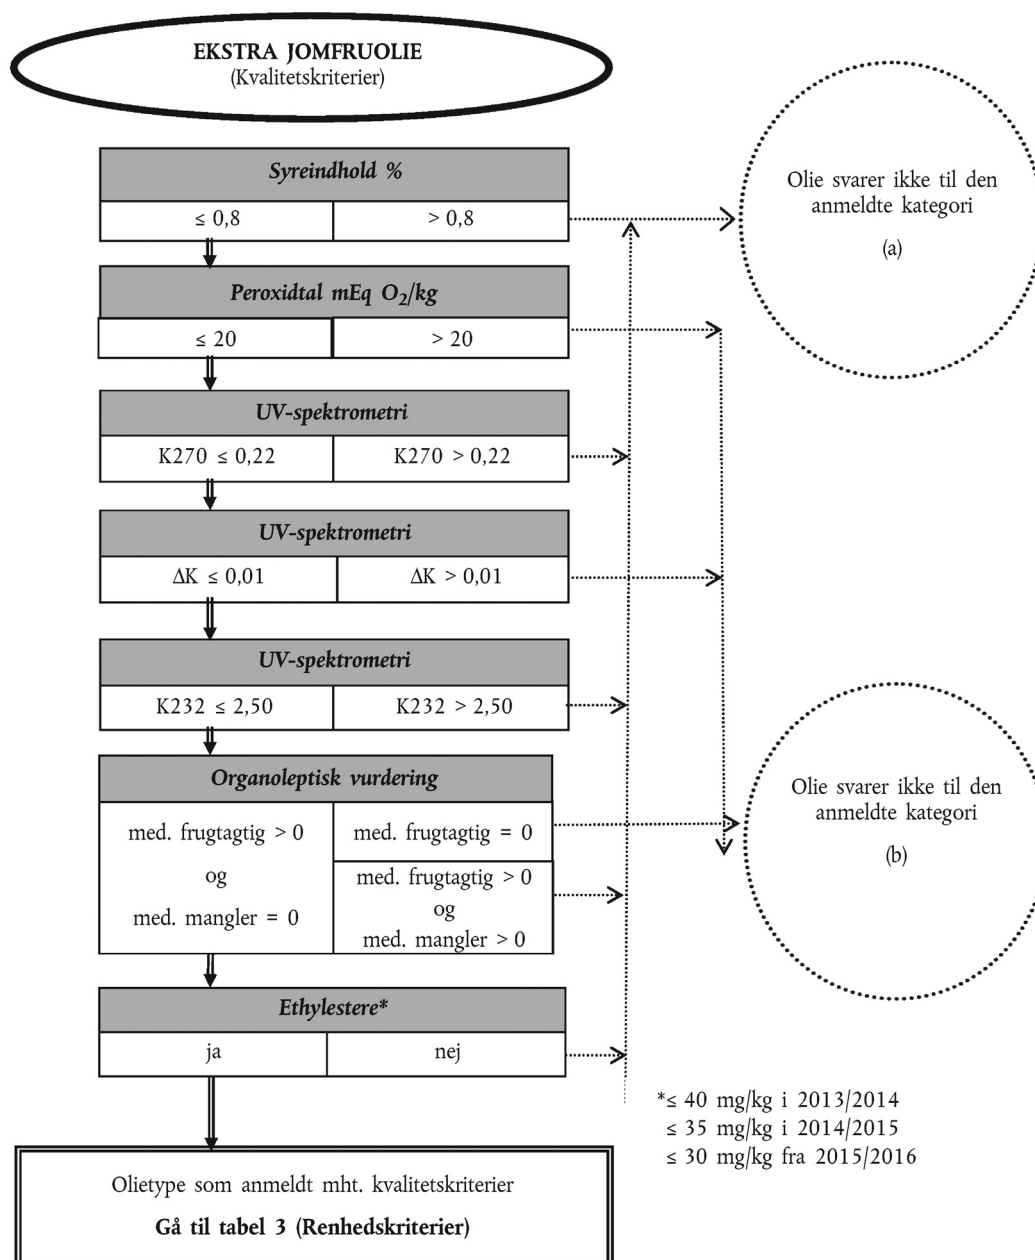 EKSTRA JOMFRUOLIE
(Kvalitetskriterier)
Syreindhold %
≤ 0,8
> 0,8
Olie svarer ikke til den
anmeldte kategori
(a)
Peroxidtal mEq O₂/kg
≤ 20
> 20
UV-spektrometri
K270 ≤ 0,22
K270 > 0,22
UV-spektrometri
ΔK ≤ 0,01
ΔK > 0,01
UV-spektrometri
K232 ≤ 2,50
K232 > 2,50
Organoleptisk vurdering
med. frugtagtig > 0
og
med. mangler = 0
med. frugtagtig = 0
med. frugtagtig > 0
og
med. mangler > 0
Olie svarer ikke til den
anmeldte kategori
(b)
Ethylestere*
ja
nej
*≤ 40 mg/kg i 2013/2014
≤ 35 mg/kg i 2014/2015
≤ 30 mg/kg fra 2015/2016
Olietype som anmeldt mht. kvalitetskriterier
Gå til tabel 3 (Renhedskriterier)